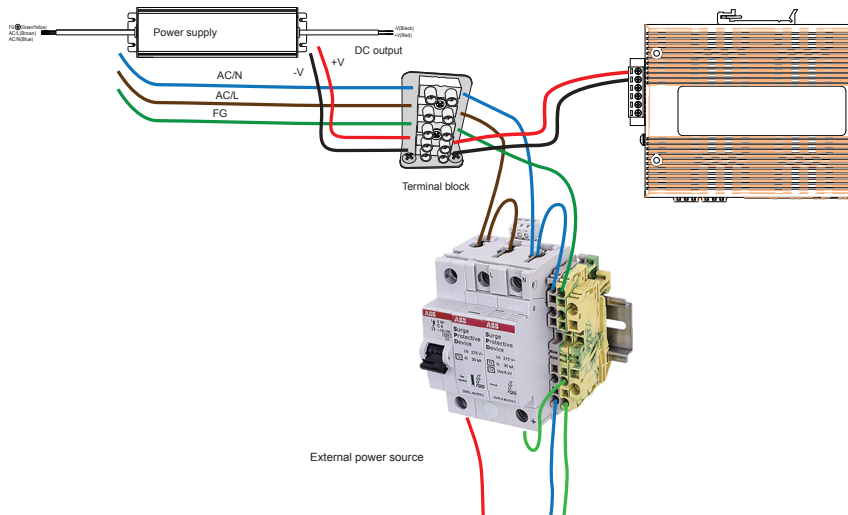 FG (Green/Yellow)
AC/L(Brown)
AC/N(Blue)
Power supply
-V(Black)
+V(Red)
DC output
AC/N
AC/L
FG
-V
+V
Terminal block
L
N
ABB
ABB
ABB
Surge
Protective
Device
Surge
Protective
Device
External power source